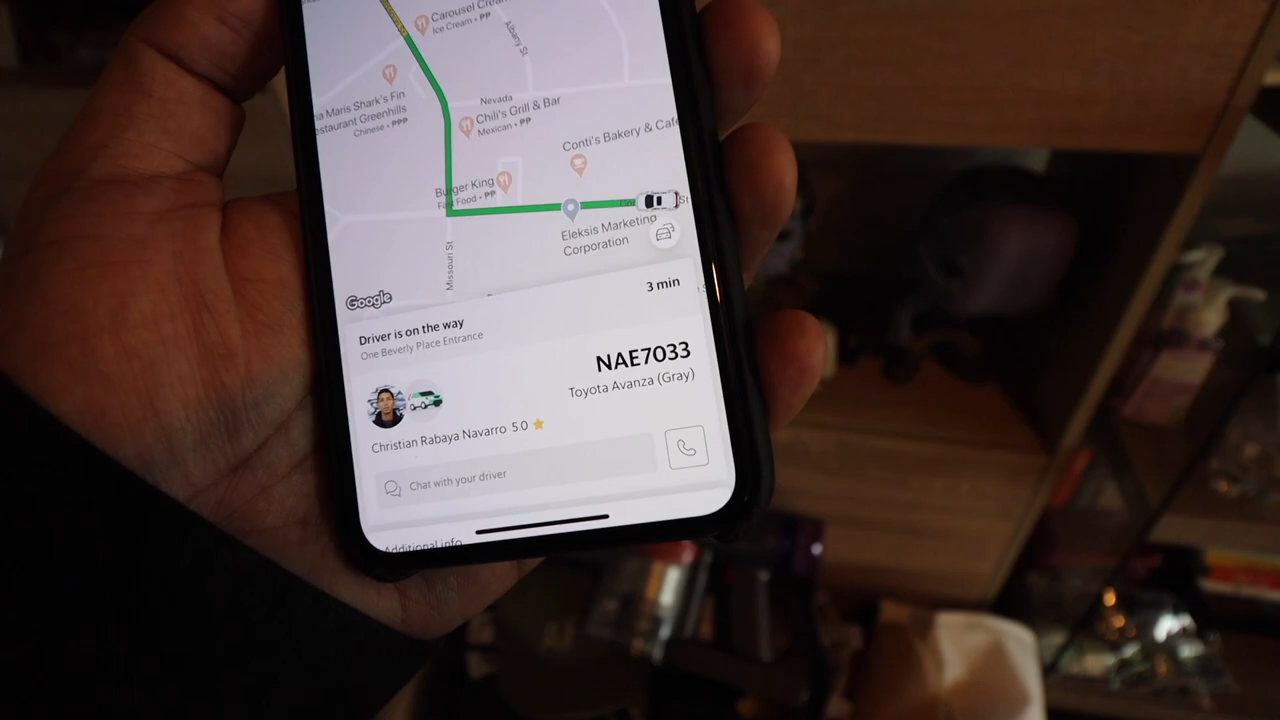 Carousel Cream
Ice Cream • PP
Albany St
ia Maris Shark's Fin
estaurant Greenhills
Chinese • PPP
Nevada
Chili's Grill & Bar
Mexican • PP
Conti's Bakery & Cafe
Burger King
Fast Food • PP
St
Eleksis Marketing
Corporation
Missouri St
Google
3 min
Driver is on the way
One Beverly Place Entrance
NAE7033
Toyota Avanza (Gray)
Christian Rabaya Navarro 5.0
Chat with your driver
Additional info